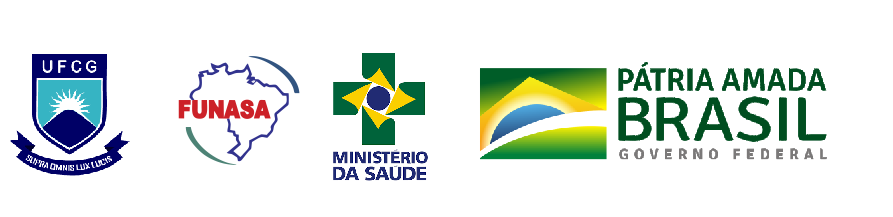 UFCG
SUPRA OMNIS LUX LUCIS
FUNASA
MINISTÉRIO
DA SAÚDE
PÁTRIA AMADA
BRASIL
GOVERNO FEDERAL